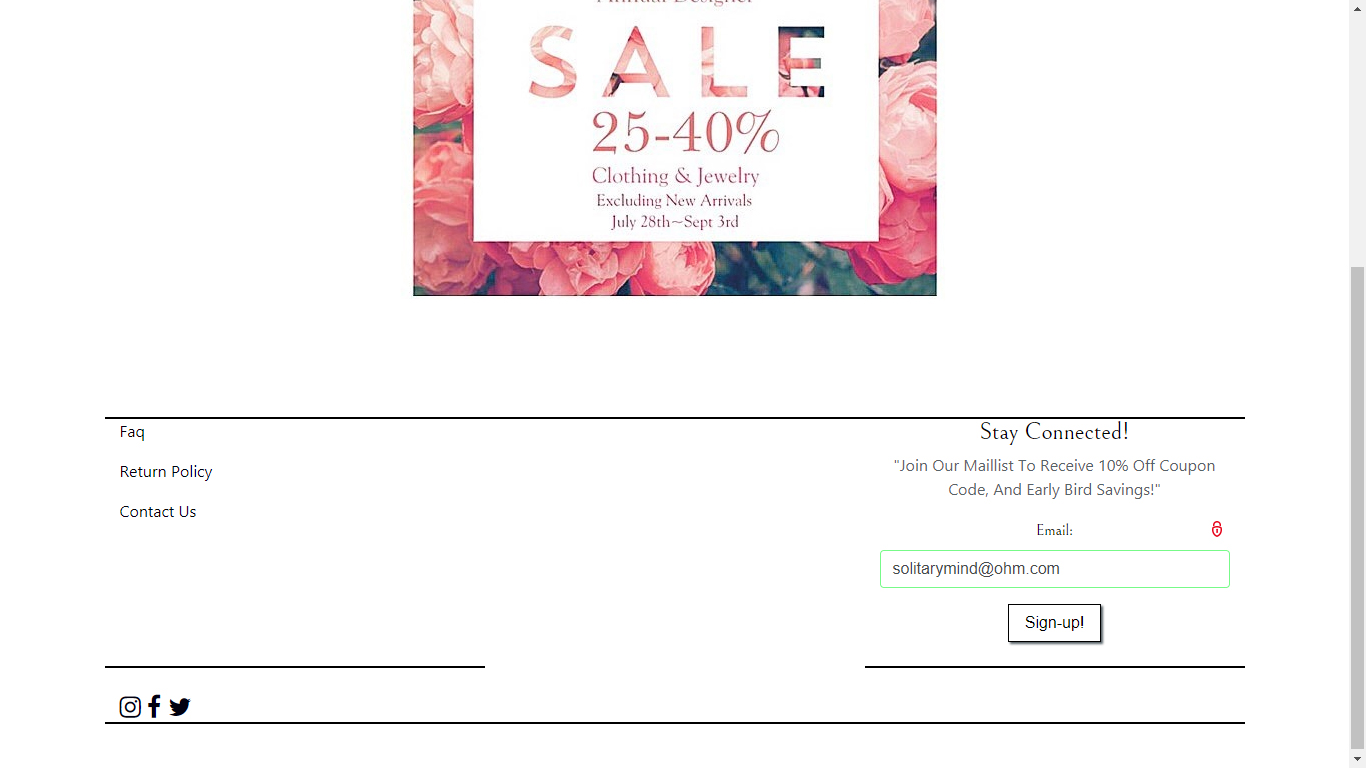 Annual Designer
SALE
25-40%
Clothing & Jewelry
Excluding New Arrivals
July 28th~Sept 3rd
Faq
Return Policy
Contact Us
Stay Connected!
"Join Our Maillist To Receive 10% Off Coupon
Code, And Early Bird Savings!"
Email:
solitarymind@ohm.com
Sign-up!